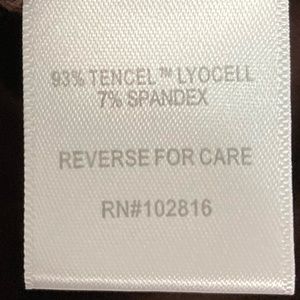 93% TENCEL™ LYOCELL
7% SPANDEX
REVERSE FOR CARE
RN#102816